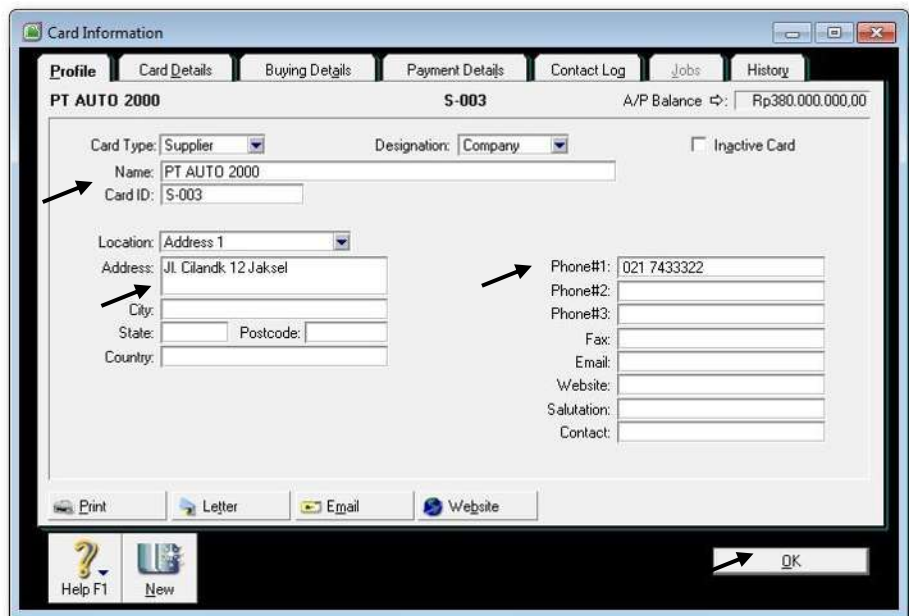 Card Information
Profile Card Details Buying Details Payment Details Contact Log Jobs History
PT AUTO 2000 S-003 A/P Balance ⇨: Rp380.000.000,00
Card Type: Supplier Designation: Company Inactive Card
Name: PT AUTO 2000
Card ID: S-003
Location: Address 1
Address: Jl. Cilandk 12 Jaksel
City:
State: Postcode:
Country:
Phone#1: 021 7433322
Phone#2:
Phone#3:
Fax:
Email:
Website:
Salutation:
Contact:
Print Letter Email Website
Help F1 New OK